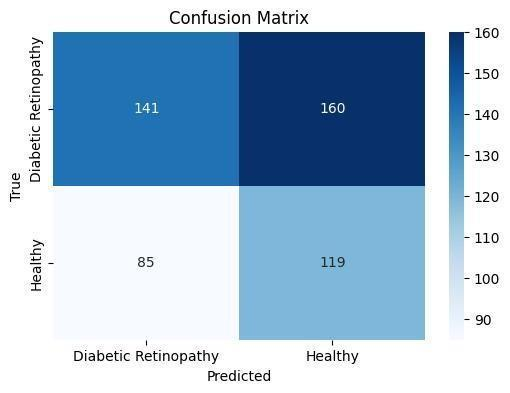 Confusion Matrix
True
Diabetic Retinopathy
141
160
Healthy
85
119
Diabetic Retinopathy
Healthy
Predicted
160
150
140
130
120
110
100
90